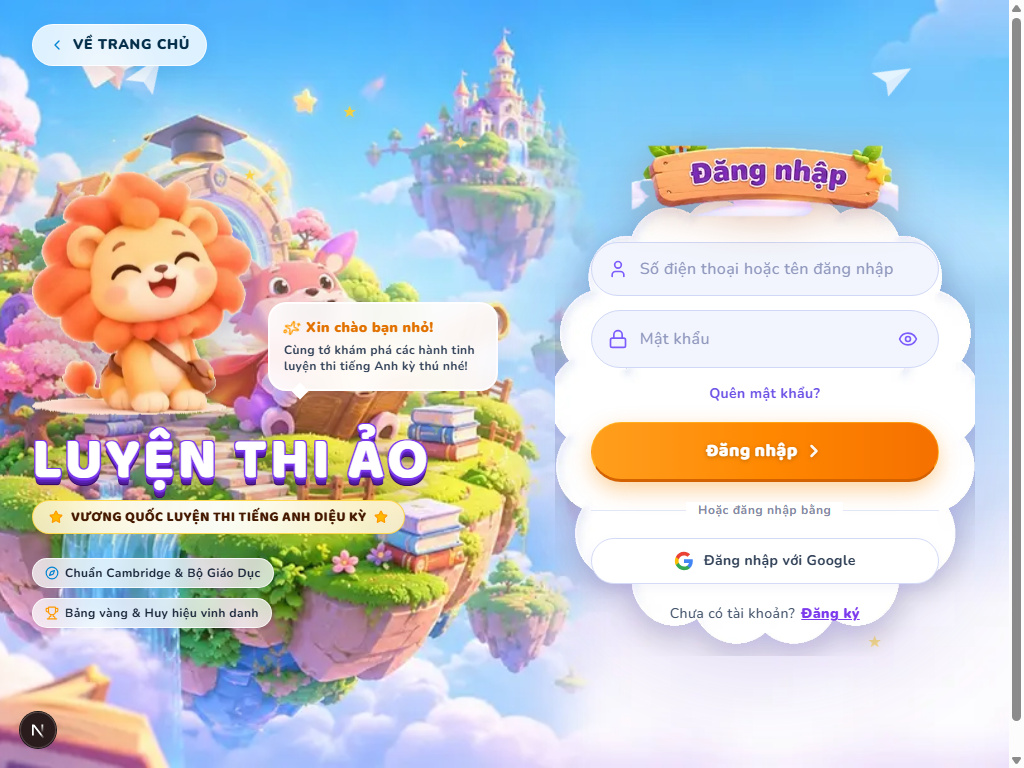 VỀ TRANG CHỦ
Xin chào bạn nhỏ!
Cùng tớ khám phá các hành tinh
luyện thi tiếng Anh kỳ thú nhé!
LUYỆN THI ẢO
VƯƠNG QUỐC LUYỆN THI TIẾNG ANH DIỆU KỲ
Chuẩn Cambridge & Bộ Giáo Dục
Bảng vàng & Huy hiệu vinh danh
N
Đăng nhập
Số điện thoại hoặc tên đăng nhập
Mật khẩu
Quên mật khẩu?
Đăng nhập
Hoặc đăng nhập bằng
Đăng nhập với Google
Chưa có tài khoản? Đăng ký